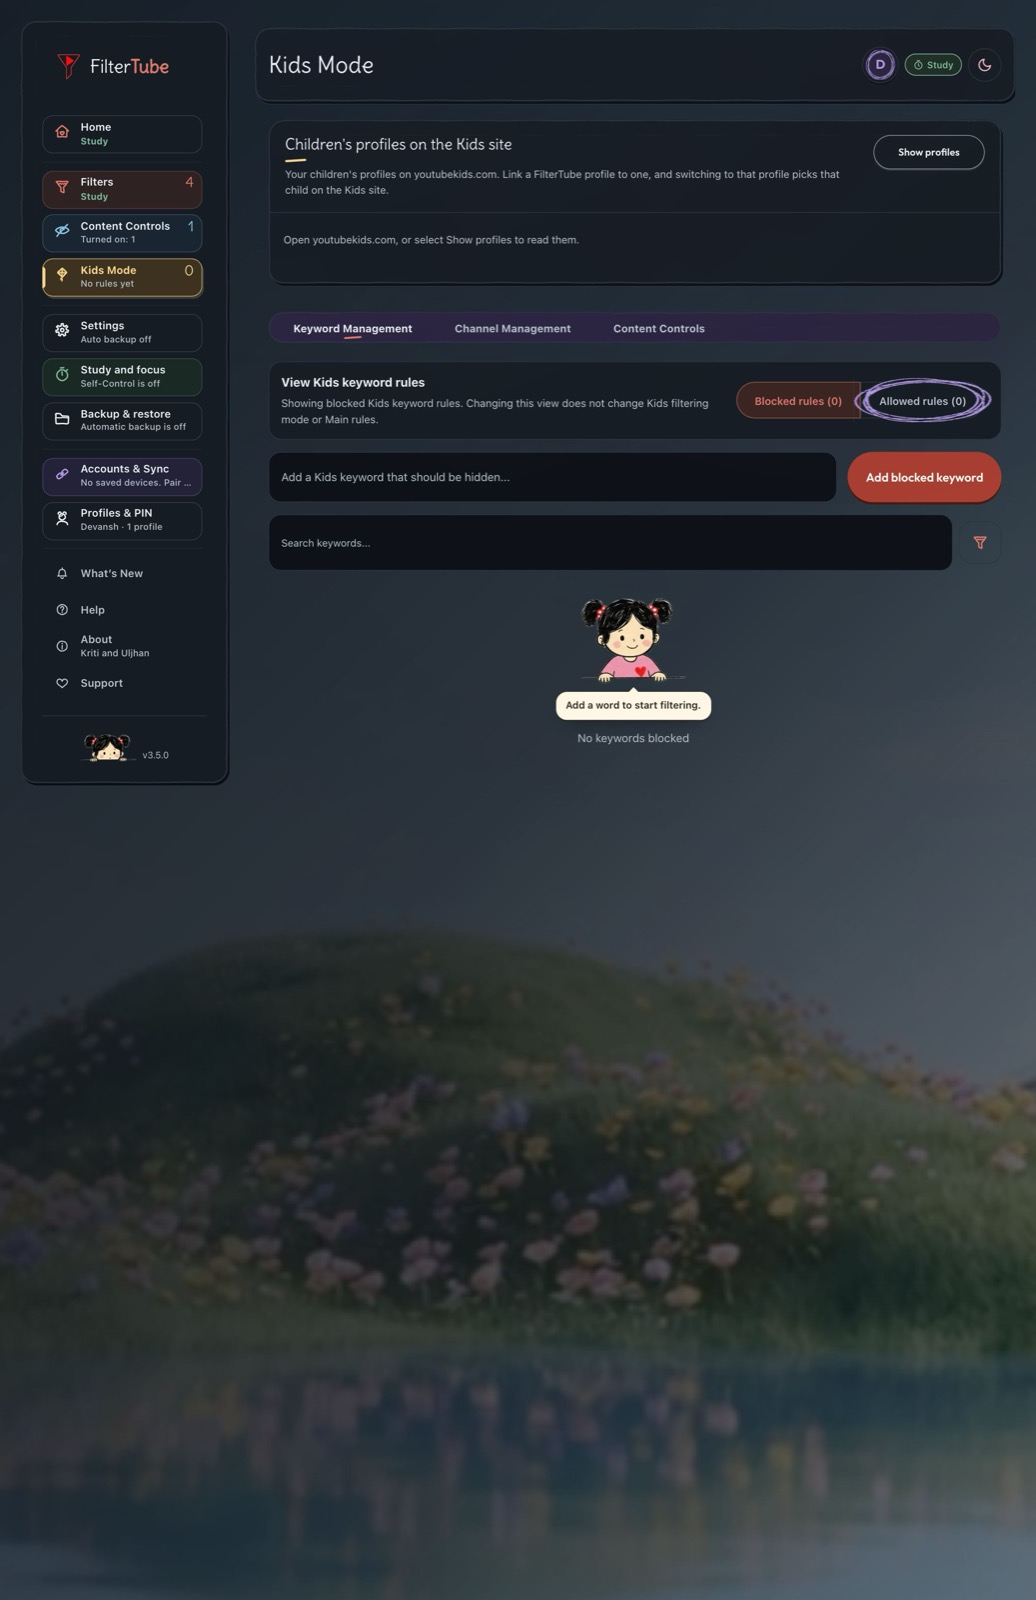 FilterTube
Home
Study
Filters
4
Study
Content Controls
1
Turned on: 1
Kids Mode
0
No rules yet
Settings
Auto backup off
Study and focus
Self-Control is off
Backup & restore
Automatic backup is off
Accounts & Sync
No saved devices. Pair ...
Profiles & PIN
Devansh · 1 profile
What's New
Help
About
Kriti and Uljhan
Support
v3.5.0
Kids Mode
D
Study
Children's profiles on the Kids site
Your children's profiles on youtubekids.com. Link a FilterTube profile to one, and switching to that profile picks that
child on the Kids site.
Show profiles
Open youtubekids.com, or select Show profiles to read them.
Keyword Management
Channel Management
Content Controls
View Kids keyword rules
Showing blocked Kids keyword rules. Changing this view does not change Kids filtering
mode or Main rules.
Blocked rules (0)
Allowed rules (0)
Add a Kids keyword that should be hidden...
Add blocked keyword
Search keywords...
Add a word to start filtering.
No keywords blocked